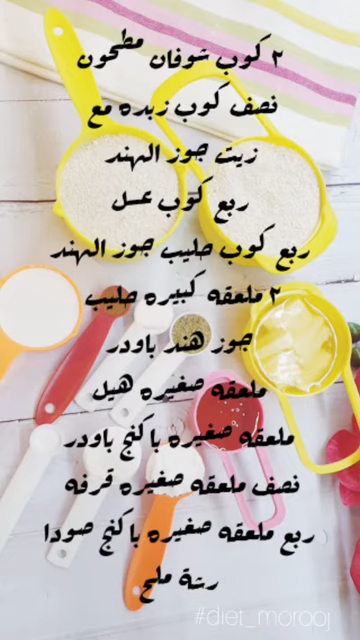 ٢ كوب شوفان مطحون
نصف كوب زبده مع
زيت جوز الهند
ربع كوب عسل
ربع كوب حليب جوز الهند
٢ ملعقه كبيره حليب
جوز هند باودر
ملعقه صغيره هيل
ملعقه صغيره باكنج باودر
نصف ملعقه صغيره قرفه
ربع ملعقه صغيره باكنج صودا
رشة ملح
#diet_morooj